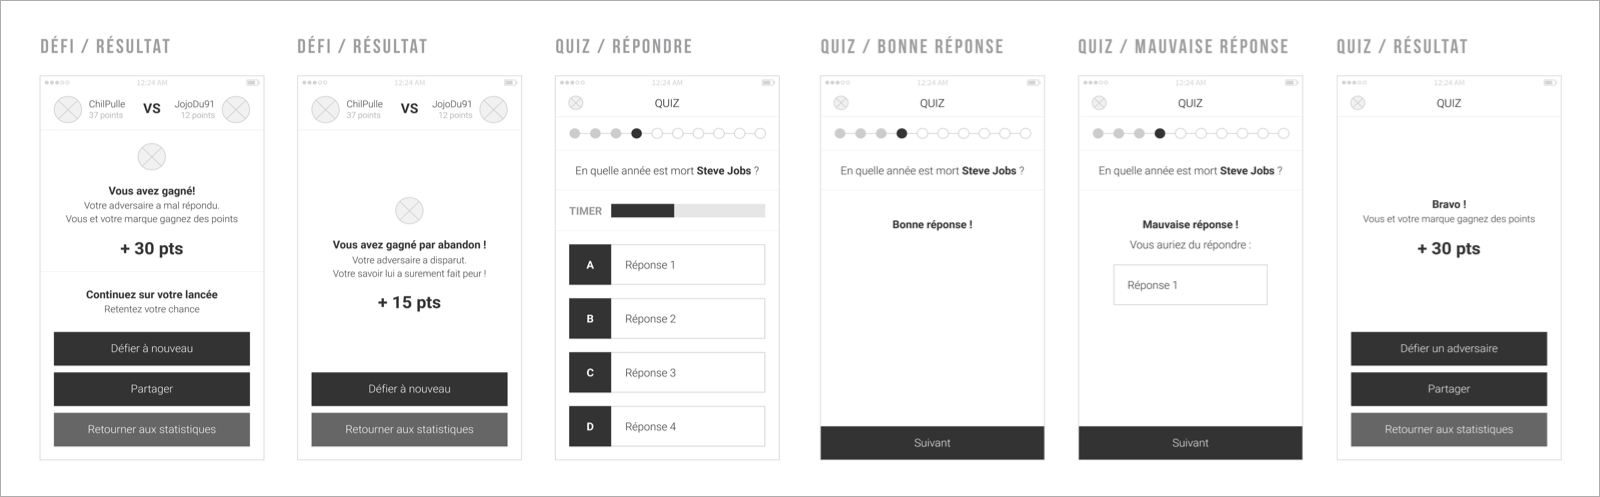 DÉFI / RÉSULTAT
12:24 AM
ChilPulle
37 points
VS
JojoDu91
12 points
Vous avez gagné!
Votre adversaire a mal répondu.
Vous et votre marque gagnez des points
+ 30 pts
Continuez sur votre lancée
Retentez votre chance
Défier à nouveau
Partager
Retourner aux statistiques
DÉFI / RÉSULTAT
12:24 AM
ChilPulle
37 points
VS
JojoDu91
12 points
Vous avez gagné par abandon !
Votre adversaire a disparut.
Votre savoir lui a surement fait peur !
+ 15 pts
Défier à nouveau
Retourner aux statistiques
QUIZ / RÉPONDRE
12:24 AM
QUIZ
En quelle année est mort Steve Jobs ?
TIMER
A Réponse 1
B Réponse 2
C Réponse 3
D Réponse 4
QUIZ / BONNE RÉPONSE
12:24 AM
QUIZ
En quelle année est mort Steve Jobs ?
Bonne réponse !
Suivant
QUIZ / MAUVAISE RÉPONSE
12:24 AM
QUIZ
En quelle année est mort Steve Jobs ?
Mauvaise réponse !
Vous auriez du répondre :
Réponse 1
Suivant
QUIZ / RÉSULTAT
12:24 AM
QUIZ
Bravo !
Vous et votre marque gagnez des points
+ 30 pts
Défier un adversaire
Partager
Retourner aux statistiques